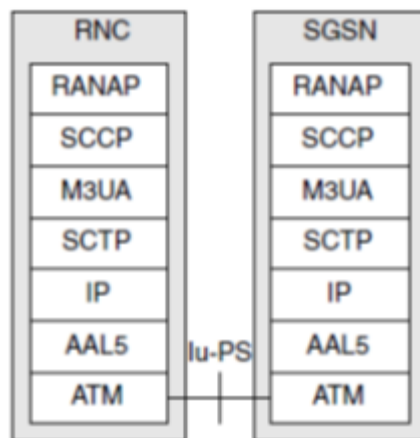 RNC SGSN
RANAP RANAP
SCCP SCCP
M3UA M3UA
SCTP SCTP
IP IP
AAL5 Iu-PS AAL5
ATM ATM